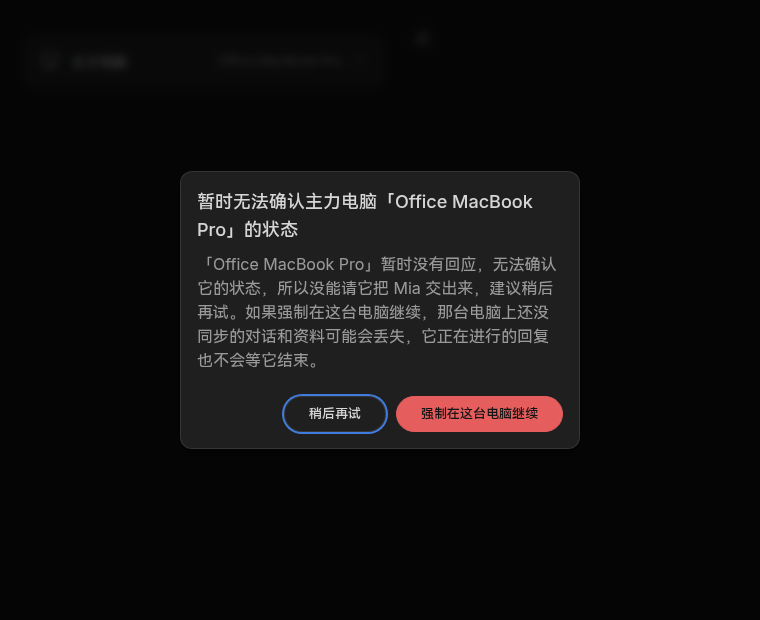 暂时无法确认主力电脑「Office MacBook
Pro」的状态
「Office MacBook Pro」暂时没有回应，无法确认
它的状态，所以没能请它把 Mia 交出来，建议稍后
再试。如果强制在这台电脑继续，那台电脑上还没
同步的对话和资料可能会丢失，它正在进行的回复
也不会等它结束。
稍后再试
强制在这台电脑继续